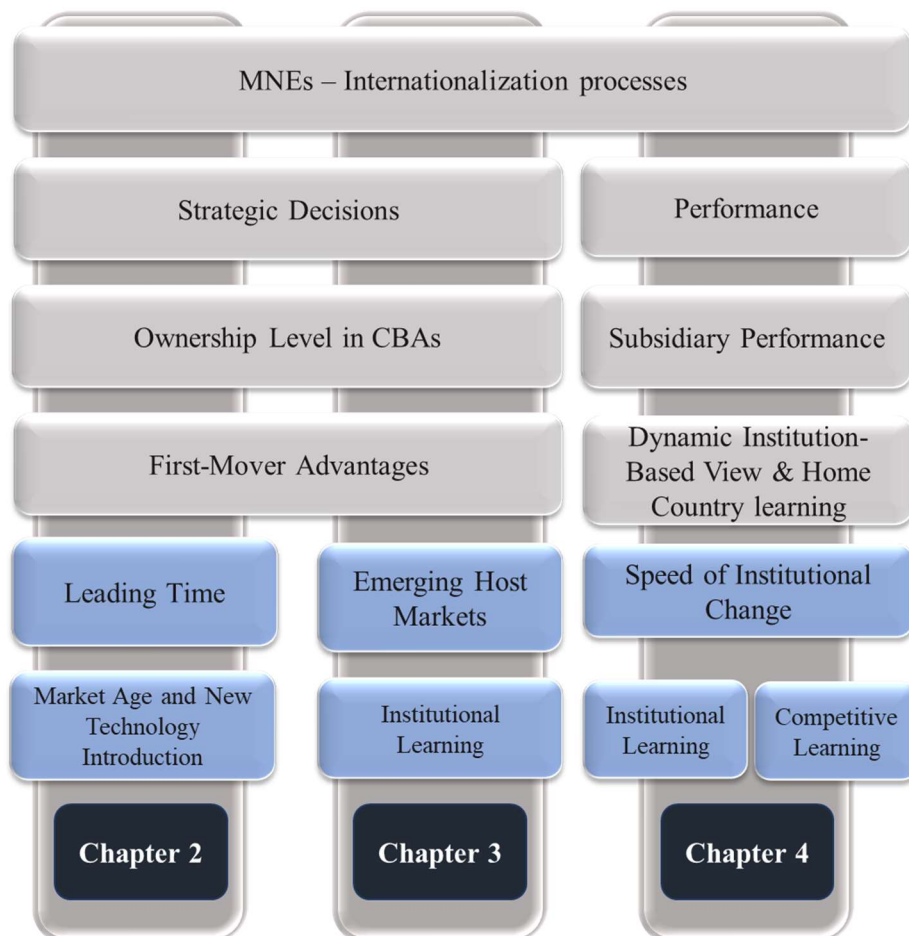 MNEs – Internationalization processes
Strategic Decisions
Performance
Ownership Level in CBAs
Subsidiary Performance
First-Mover Advantages
Dynamic Institution-
Based View & Home
Country learning
Leading Time
Emerging Host
Markets
Speed of Institutional
Change
Market Age and New
Technology
Introduction
Institutional
Learning
Institutional
Learning
Competitive
Learning
Chapter 2
Chapter 3
Chapter 4